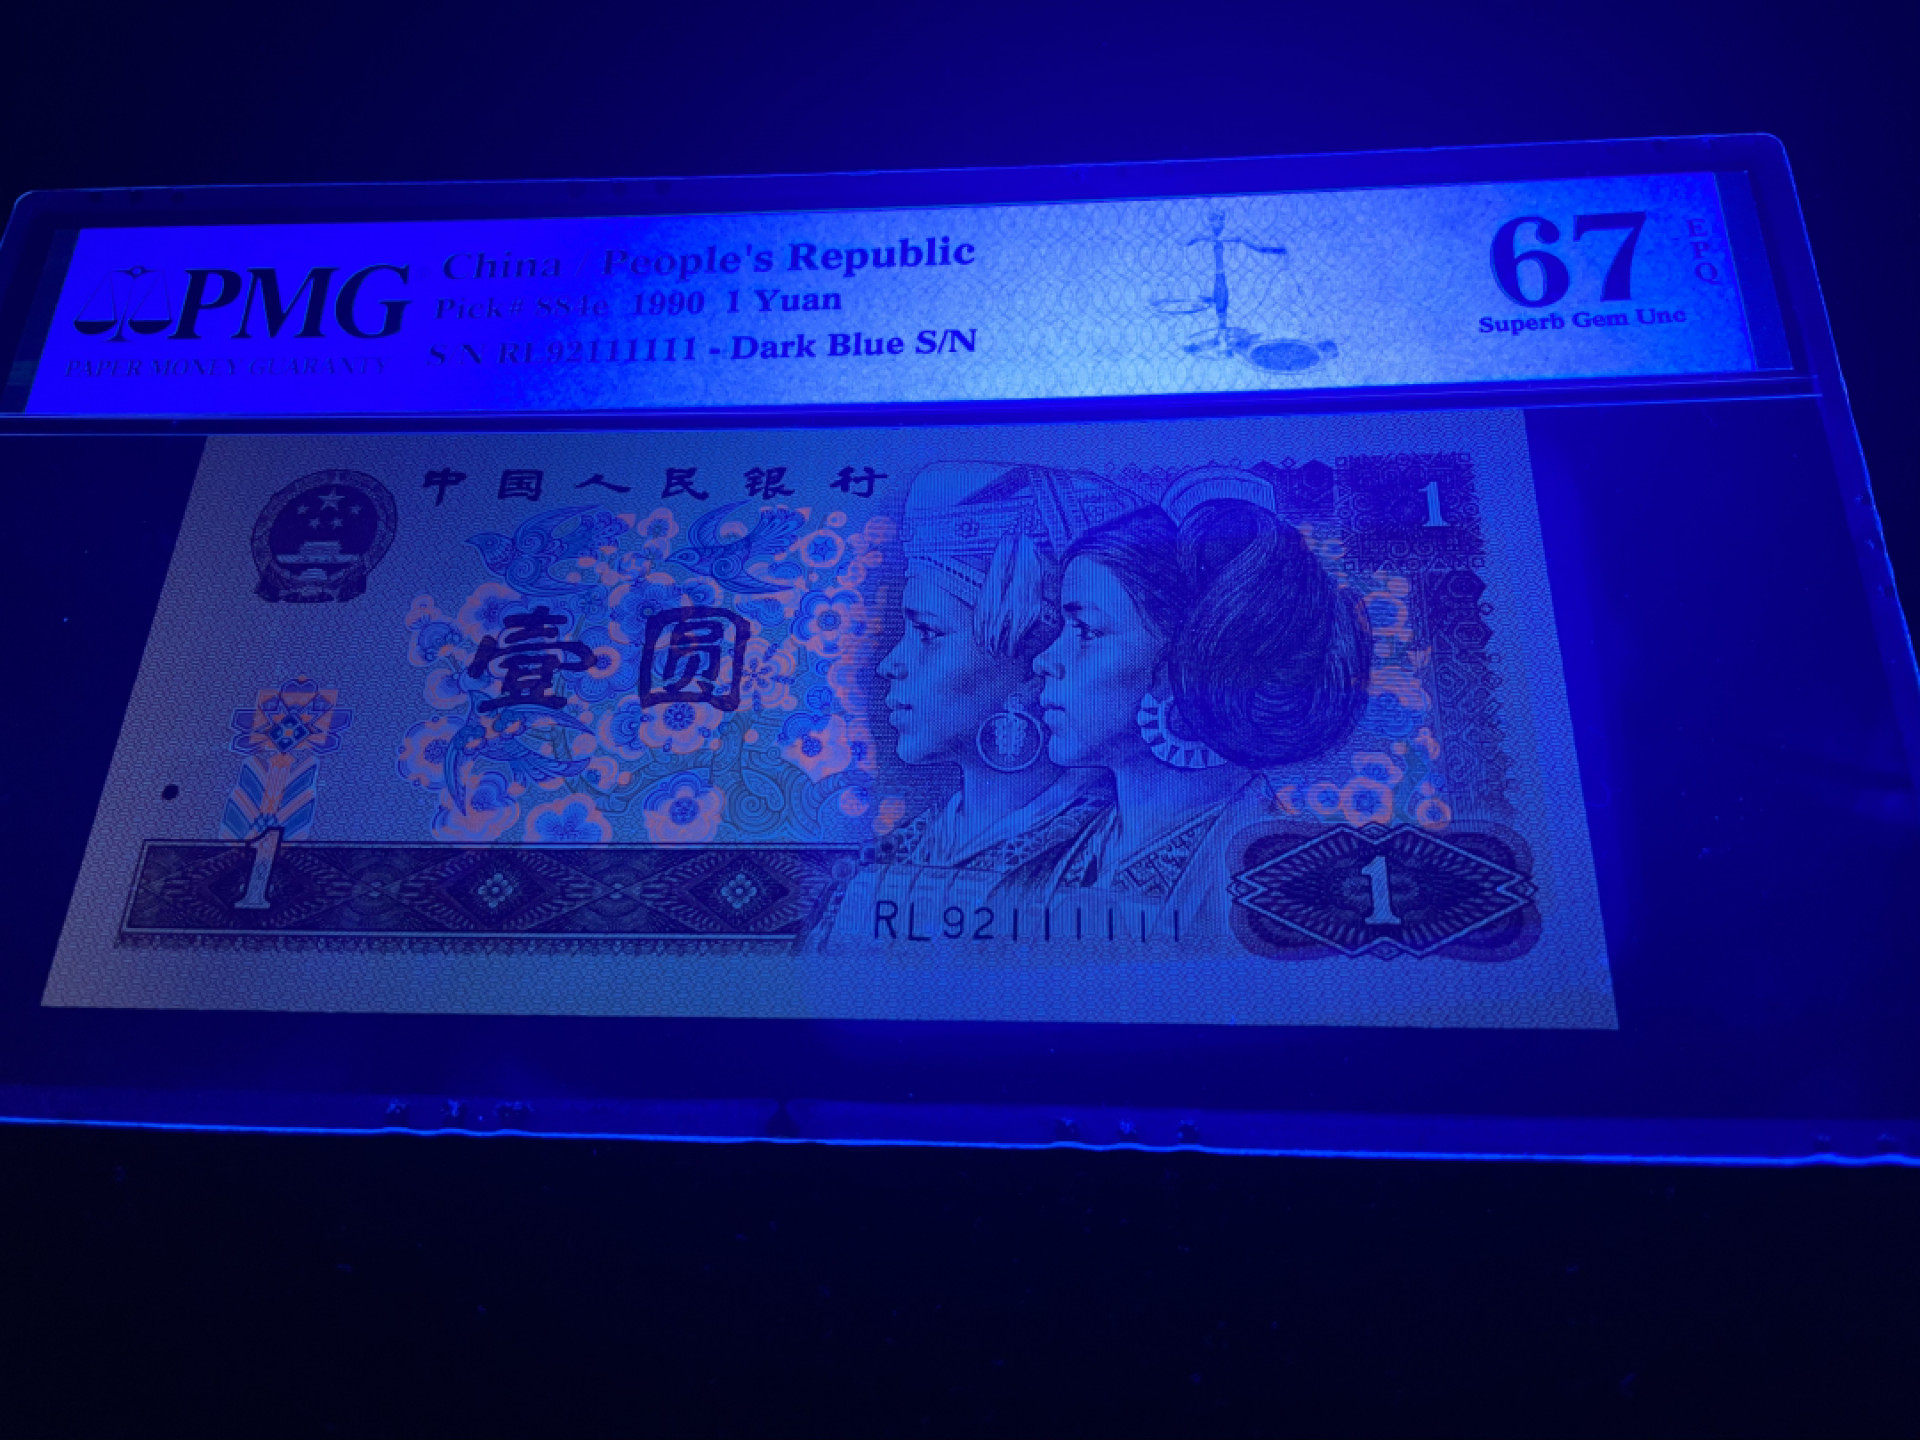 PMG
PAPER MONEY GUARANTY
China / People's Republic
Pick# 884e 1990 1 Yuan
S/N RL92111111 - Dark Blue S/N
67
EPQ
Superb Gem Unc
中国人民银行
1
壹圆
1
RL92111111
1